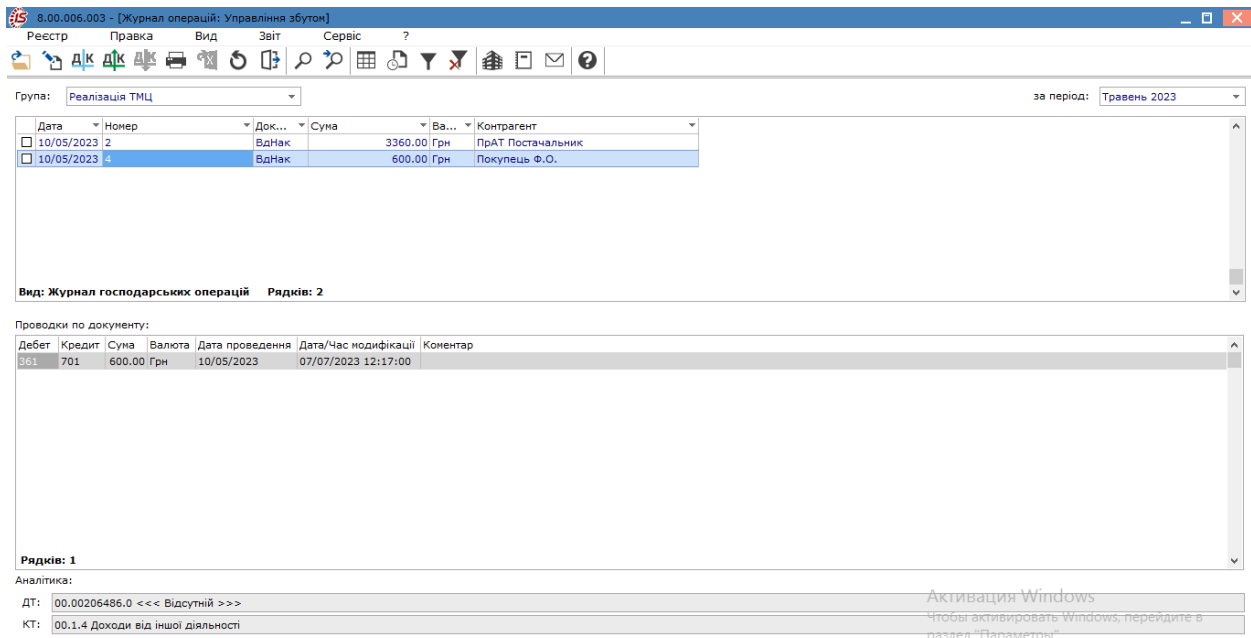 8.00.006.003 - [Журнал операцій: Управління збутом]
Реєстр Правка Вид Звіт Сервіс ?
Група: Реалізація ТМЦ за період: Травень 2023
Дата Номер Док... Сума Ва... Контрагент
10/05/2023 2 ВдНак 3360.00 Грн ПрАТ Постачальник
10/05/2023 4 ВдНак 600.00 Грн Покупець Ф.О.
Вид: Журнал господарських операцій Рядків: 2
Проводки по документу:
Дебет Кредит Сума Валюта Дата проведення Дата/Час модифікації Коментар
361 701 600.00 Грн 10/05/2023 07/07/2023 12:17:00
Рядків: 1
Аналітика:
ДТ: 00.00206486.0 <<< Відсутній >>>
КТ: 00.1.4 Доходи від іншої діяльності
Активация Windows
Чтобы активировать Windows, перейдите в
раздел "Параметры"